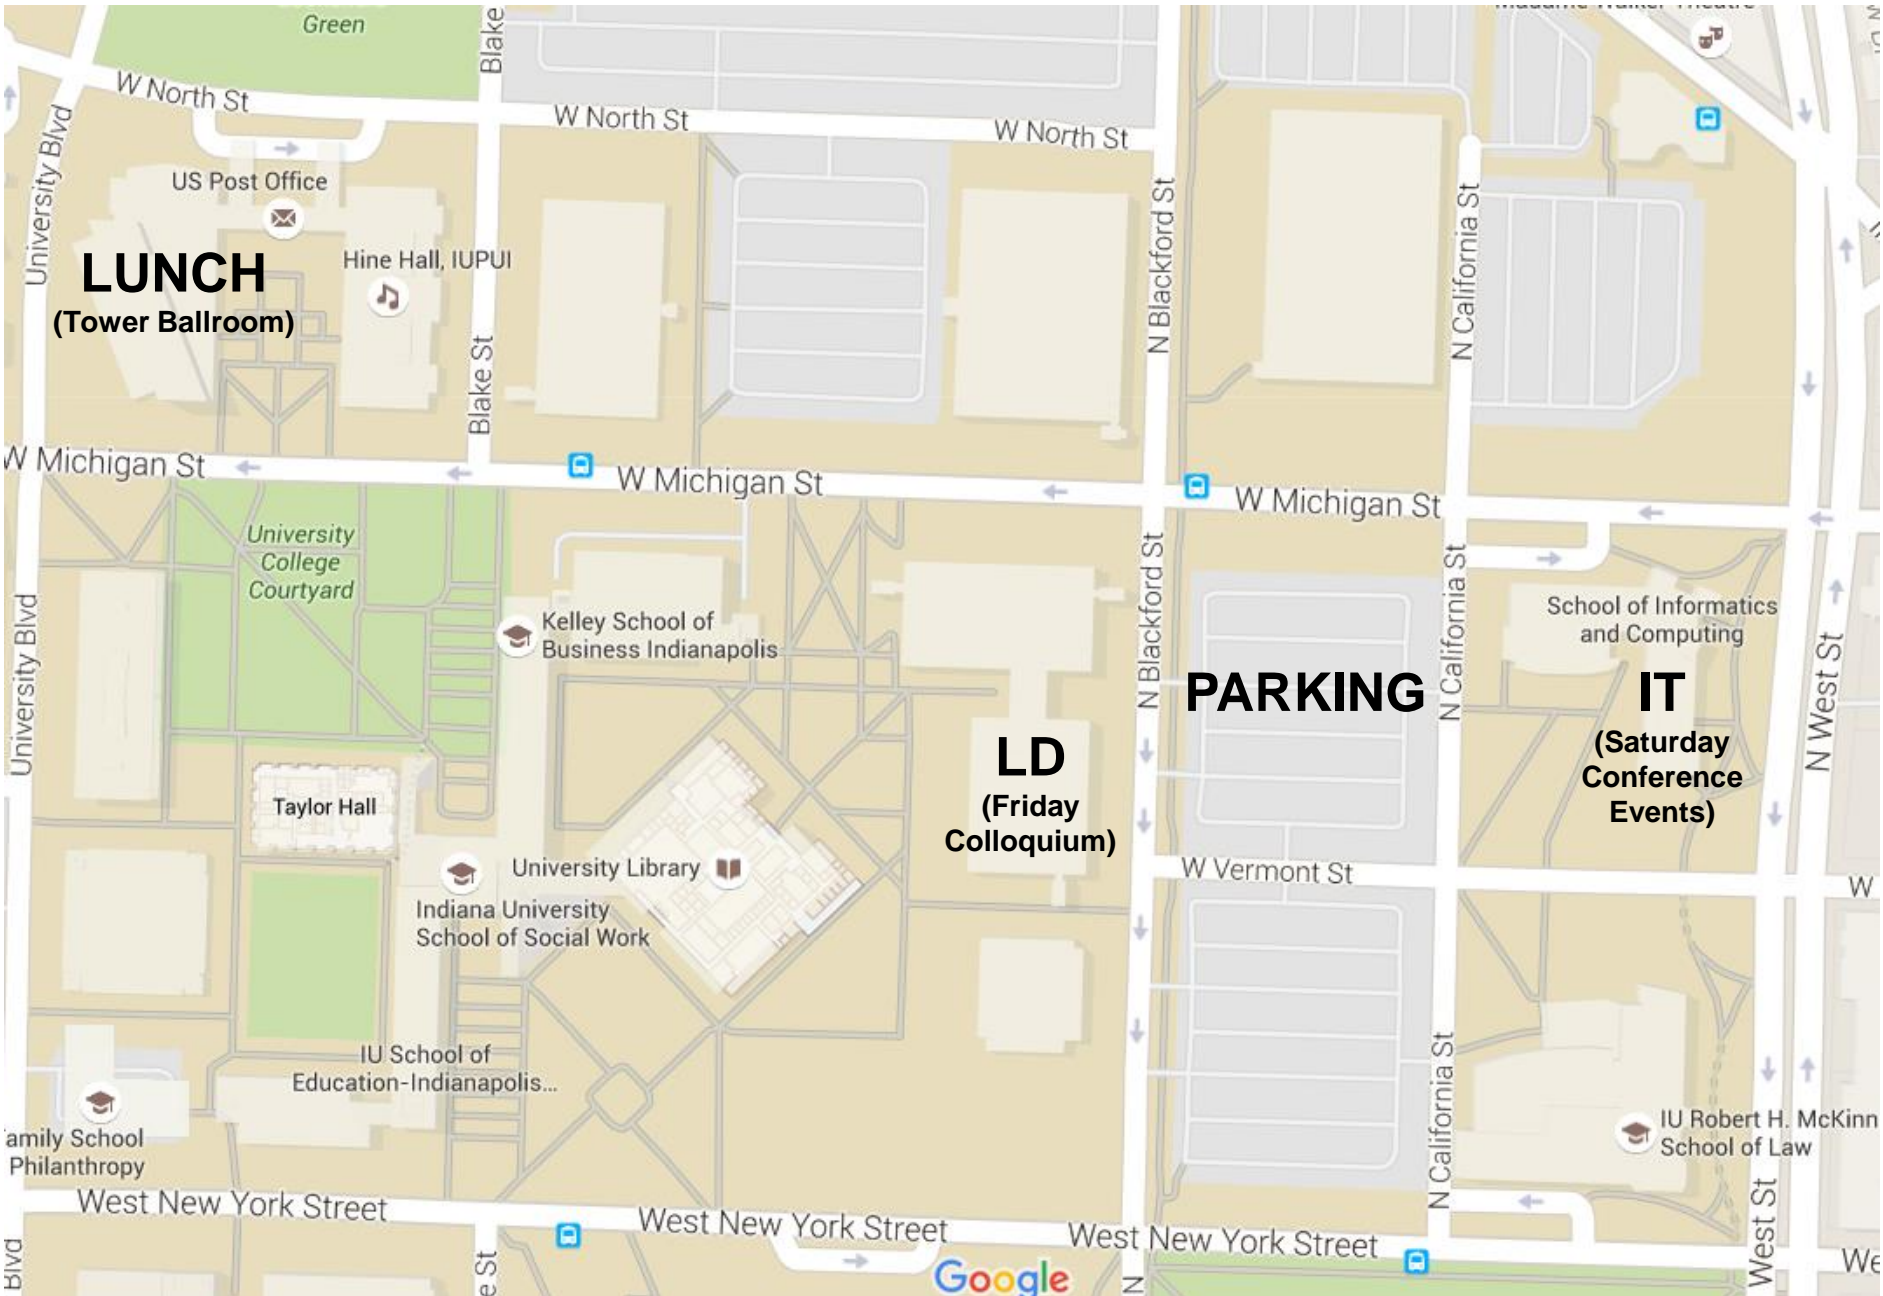 Green
Blake
W North St
W North St
W North St
University Blvd
US Post Office
LUNCH
(Tower Ballroom)
Hine Hall, IUPUI
Blake St
N Blackford St
N California St
W Michigan St
W Michigan St
W Michigan St
University
College
Courtyard
Kelley School of
Business Indianapolis
N Blackford St
N California St
School of Informatics
and Computing
PARKING
IT
(Saturday
Conference
Events)
N West St
University Blvd
LD
(Friday
Colloquium)
Taylor Hall
University Library
W Vermont St
W
Indiana University
School of Social Work
IU School of
Education-Indianapolis...
amily School
Philanthropy
N California St
IU Robert H. McKinn
School of Law
West New York Street
West New York Street
West New York Street
West St
We
Blvd
e St
Google
N